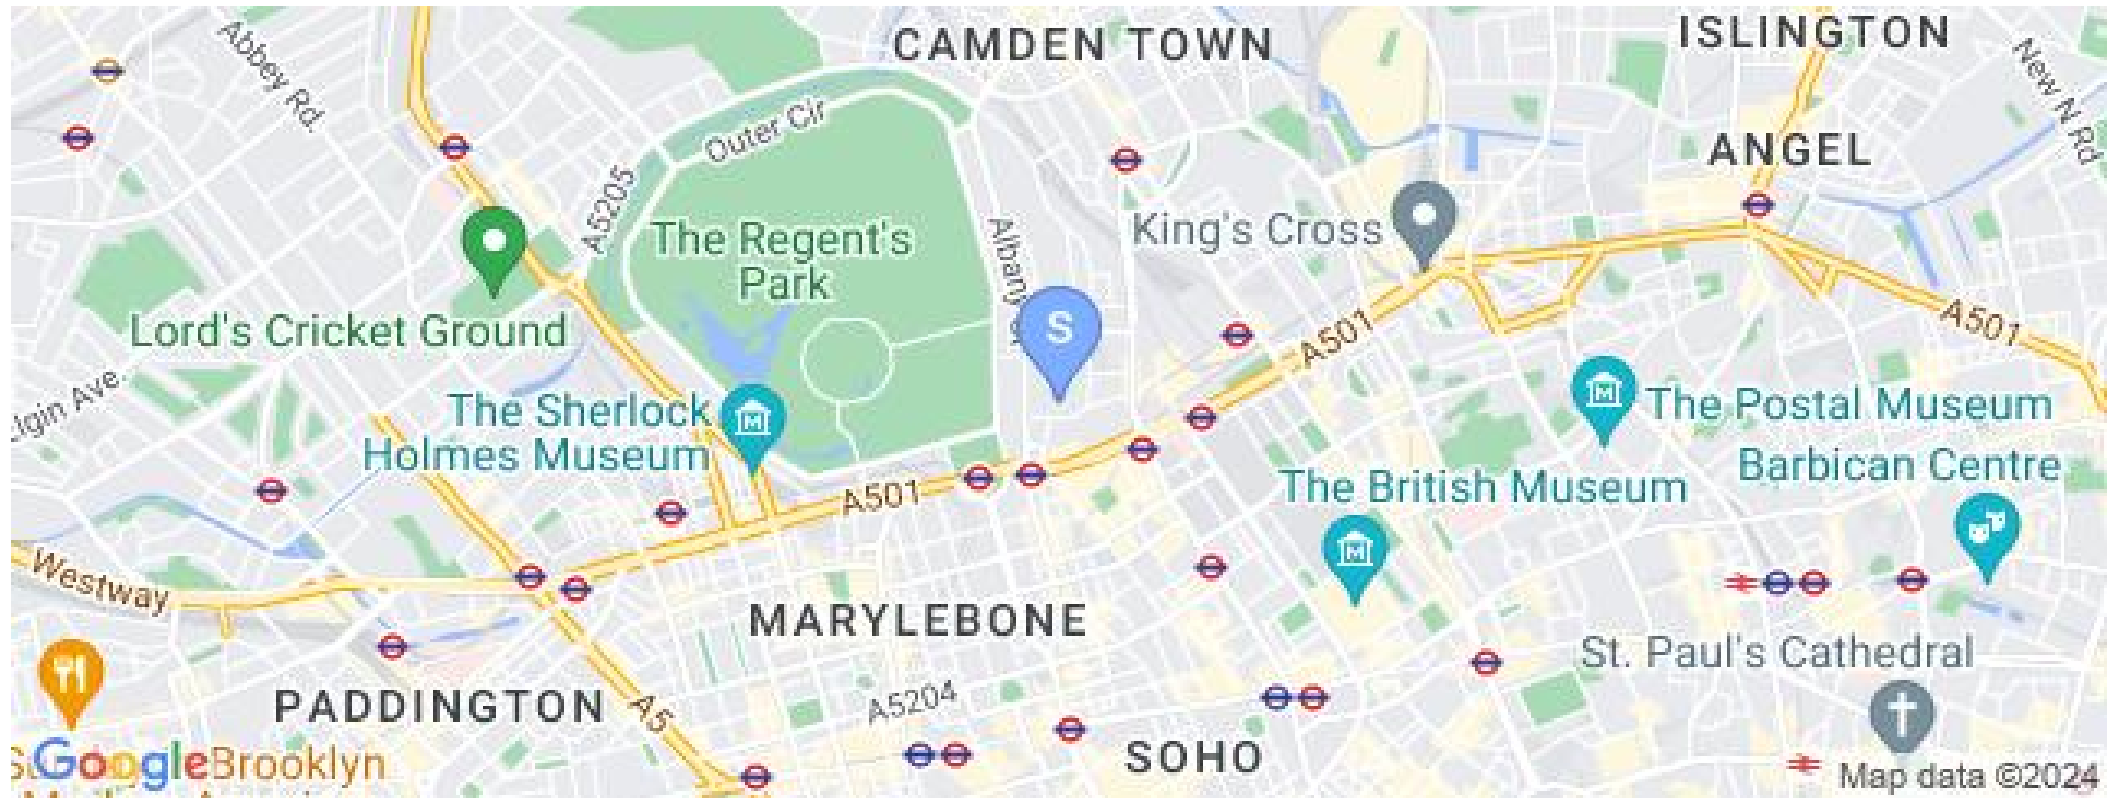 CAMDEN TOWN
ISLINGTON
Abbey Rd.
New N Rd
Outer Cir
ANGEL
A5205
The Regent's
Park
Albany
King's Cross
S
Lord's Cricket Ground
A501
A501
Elgin Ave.
The Sherlock
Holmes Museum
The Postal Museum
Barbican Centre
The British Museum
A501
Westway
MARYLEBONE
St. Paul's Cathedral
PADDINGTON
A5
A5204
SOHO
Google
Brooklyn
Map data ©2024